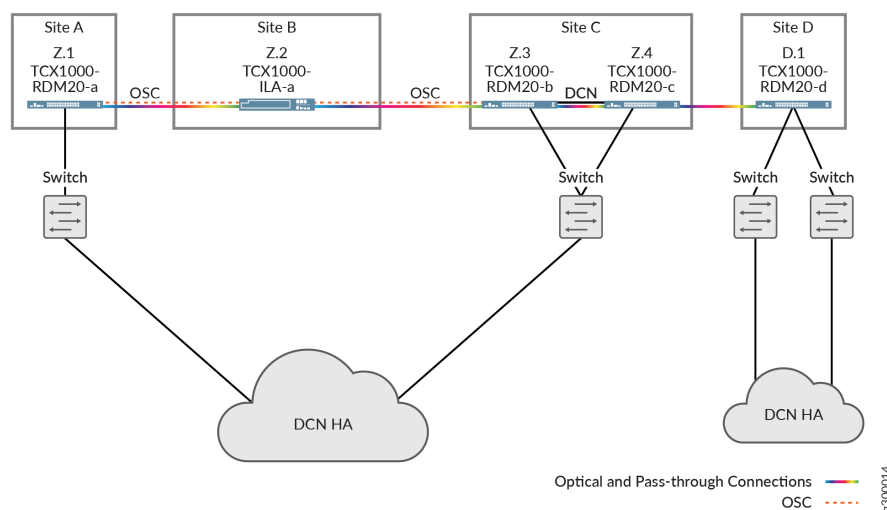 Site A
Site B
Site C
Site D
Z.1
TCX1000-
RDM20-a
Z.2
TCX1000-
ILA-a
Z.3
TCX1000-
RDM20-b
Z.4
TCX1000-
RDM20-c
D.1
TCX1000-
RDM20-d
OSC
OSC
DCN
Switch
Switch
Switch
Switch
DCN HA
DCN HA
Optical and Pass-through Connections
OSC
g300014